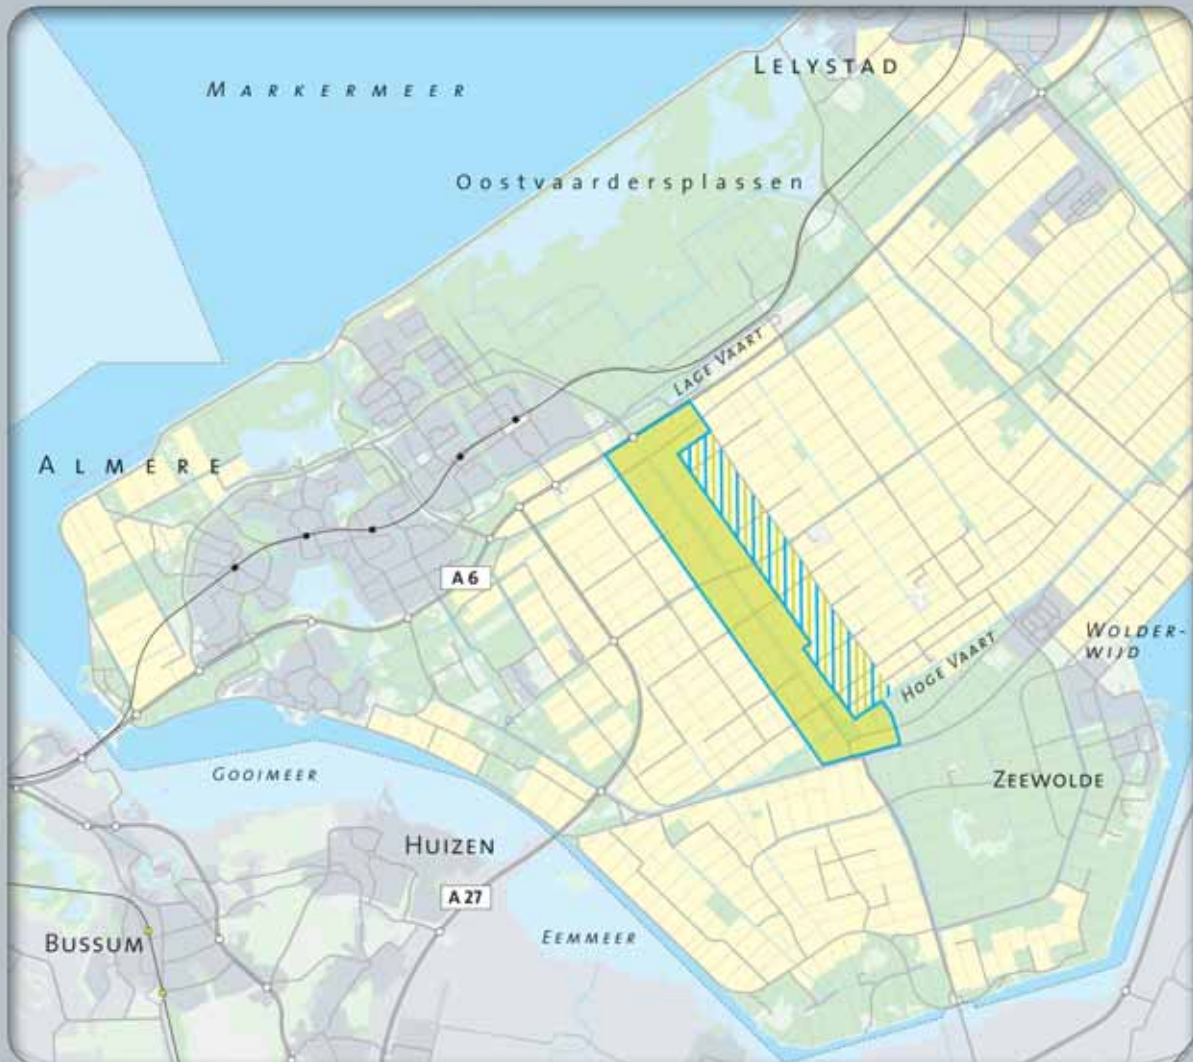 LELYSTAD
MARKERMEER
Oostvaardersplassen
LAGE VAART
ALMERE
A6
WOLDER-
WIJD
HOGE VAART
GOOIMEER
ZEEWOLDE
HUIZEN
A27
EEMMEER
BUSSUM